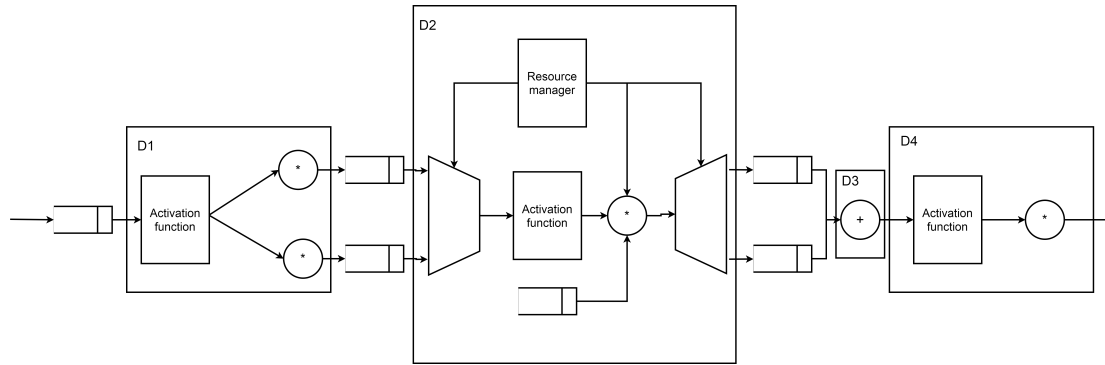 D1
Activation
function
*
*
D2
Resource
manager
Activation
function
*
D3
+
D4
Activation
function
*